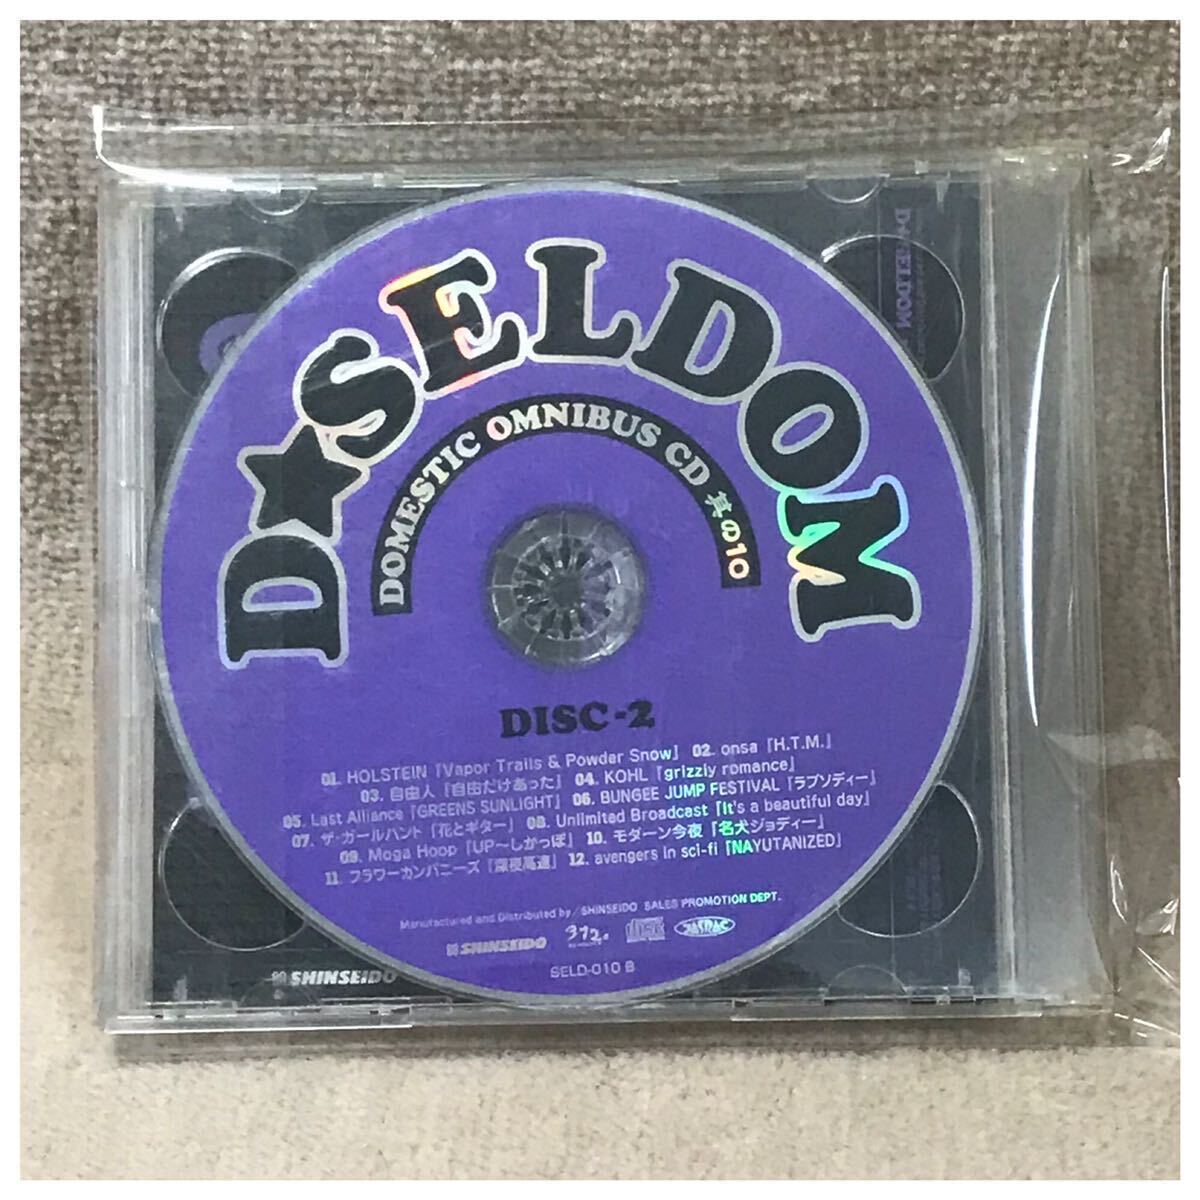 D★SELDOM
DOMESTIC OMNIBUS CD 其の10
DISC-2
01. HOLSTEIN『Vapor Trails & Powder Snow』 02. onsa『H.T.M.』
03. 自由人『自由だけあった』 04. KOHL『grizzly romance』
05. Last Alliance『GREENS SUNLIGHT』 06. BUNGEE JUMP FESTIVAL『ラプソディー』
07. ザ・ガールハント『花とギター』 08. Unlimited Broadcast『It's a beautiful day』
09. Moga Hoop『UP〜しかっぽ』 10. モダーン今夜『名犬ジョディー』
11. フラワーカンパニーズ『深夜高速』 12. avengers in sci-fi『NAYUTANIZED』
Manufactured and Distributed by/SHINSEIDO SALES PROMOTION DEPT.
SHINSEIDO JASRAC
SELD-010 B
SHINSEIDO
D★SELDOM